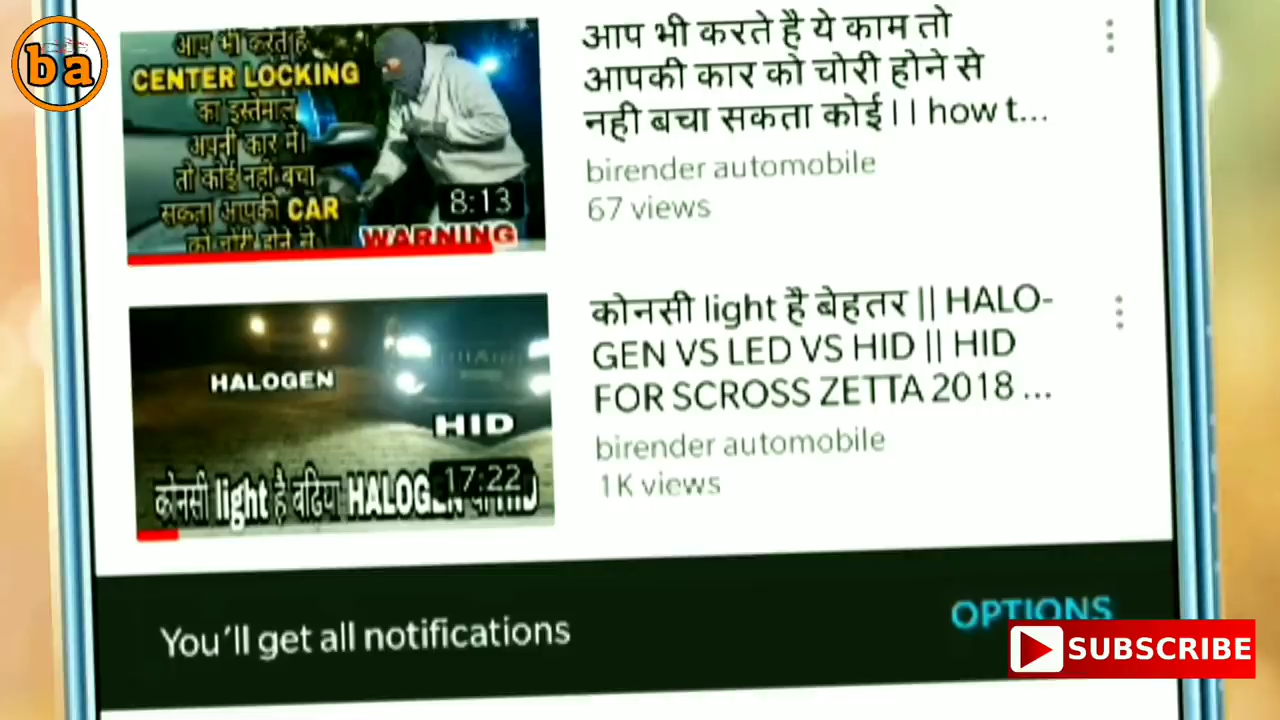 ba
आप भी करते है
CENTER LOCKING
का इस्तेमाल
अपनी कार में।
तो कोई नही बचा
सकता आपकी CAR
को चोरी होने से
WARNING
8:13
आप भी करते है ये काम तो
आपकी कार को चोरी होने से
नही बचा सकता कोई || how t...
birender automobile
67 views
HALOGEN
HID
कोनसी light है बढिया HALOGEN या HID
17:22
कोनसी light है बेहतर || HALO-
GEN VS LED VS HID || HID
FOR SCROSS ZETTA 2018 ...
birender automobile
1K views
You'll get all notifications
OPTIONS
SUBSCRIBE